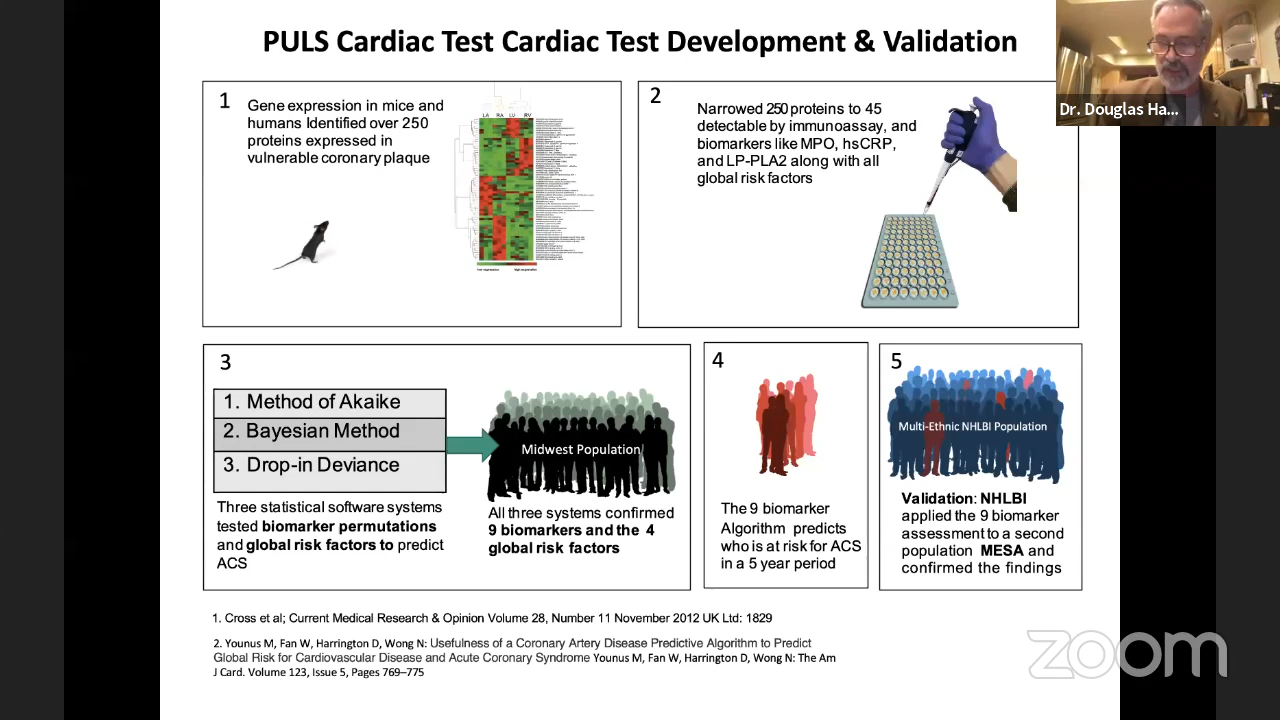 PULS Cardiac Test Cardiac Test Development & Validation
Dr. Douglas Ha...
1
Gene expression in mice and
humans Identified over 250
proteins expressed in
vulnerable coronary plaque
LA RA LV RV
low expression high expression
2
Narrowed 250 proteins to 45
detectable by immunoassay, and
biomarkers like MPO, hsCRP,
and LP-PLA2 along with all
global risk factors
3
1. Method of Akaike
2. Bayesian Method
3. Drop-in Deviance
Three statistical software systems
tested biomarker permutations
and global risk factors to predict
ACS
Midwest Population
All three systems confirmed
9 biomarkers and the 4
global risk factors
4
The 9 biomarker
Algorithm predicts
who is at risk for ACS
in a 5 year period
5
Multi-Ethnic NHLBI Population
Validation: NHLBI
applied the 9 biomarker
assessment to a second
population MESA and
confirmed the findings
1. Cross et al; Current Medical Research & Opinion Volume 28, Number 11 November 2012 UK Ltd: 1829
2. Younus M, Fan W, Harrington D, Wong N: Usefulness of a Coronary Artery Disease Predictive Algorithm to Predict
Global Risk for Cardiovascular Disease and Acute Coronary Syndrome Younus M, Fan W, Harrington D, Wong N: The Am
J Card. Volume 123, Issue 5, Pages 769–775
zoom